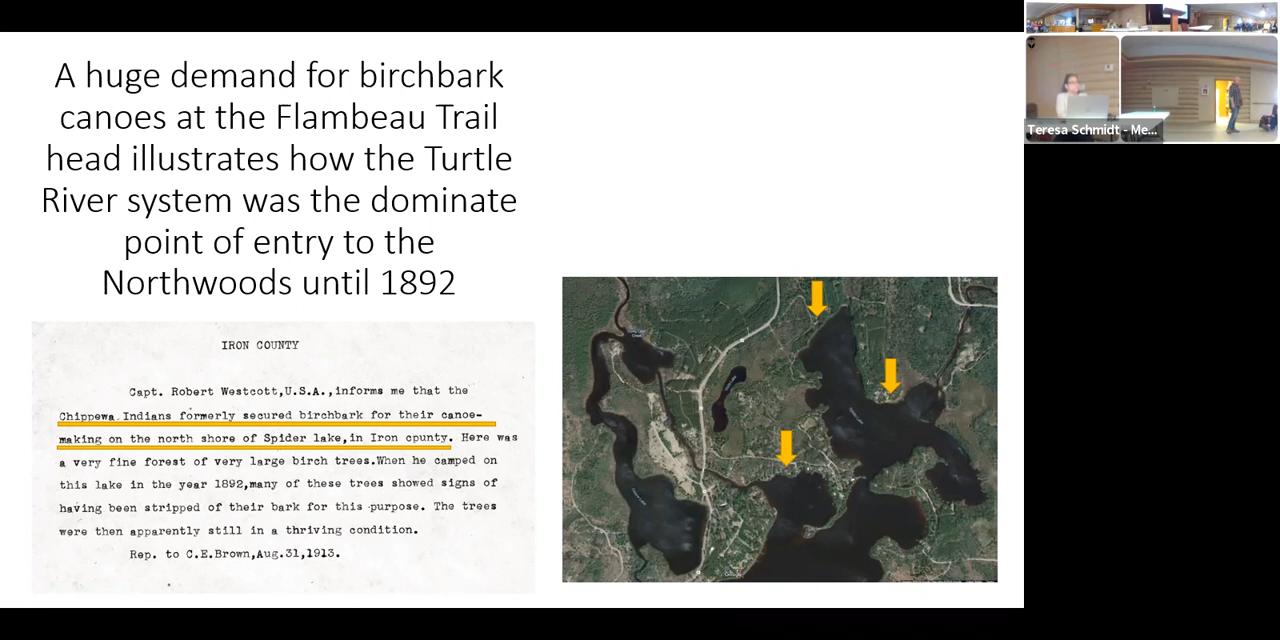 A huge demand for birchbark
canoes at the Flambeau Trail
head illustrates how the Turtle
River system was the dominate
point of entry to the
Northwoods until 1892
IRON COUNTY
Capt. Robert Westcott,U.S.A.,informs me that the
Chippewa Indians formerly secured birchbark for their canoe-
making on the north shore of Spider lake,in Iron cpunty. Here was
a very fine forest of very large birch trees.When he camped on
this lake in the year 1892,many of these trees showed signs of
having been stripped of their bark for this purpose. The trees
were then apparently still in a thriving condition.
Rep. to C.E.Brown,Aug.31,1913.
Teresa Schmidt - Me...